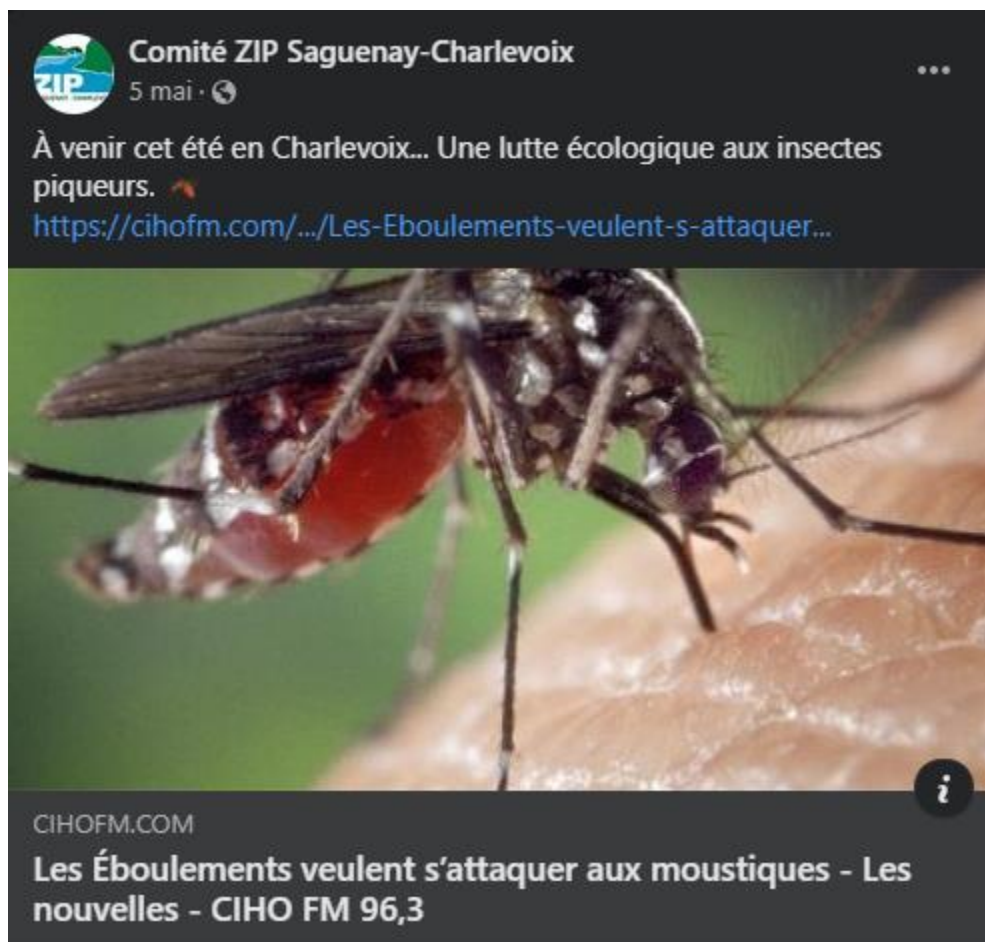 Comité ZIP Saguenay-Charlevoix
ZIP
5 mai ·
À venir cet été en Charlevoix... Une lutte écologique aux insectes
piqueurs.
https://cihofm.com/.../Les-Eboulements-veulent-s-attaquer...
i
CIHOFM.COM
Les Éboulements veulent s'attaquer aux moustiques - Les
nouvelles - CIHO FM 96,3